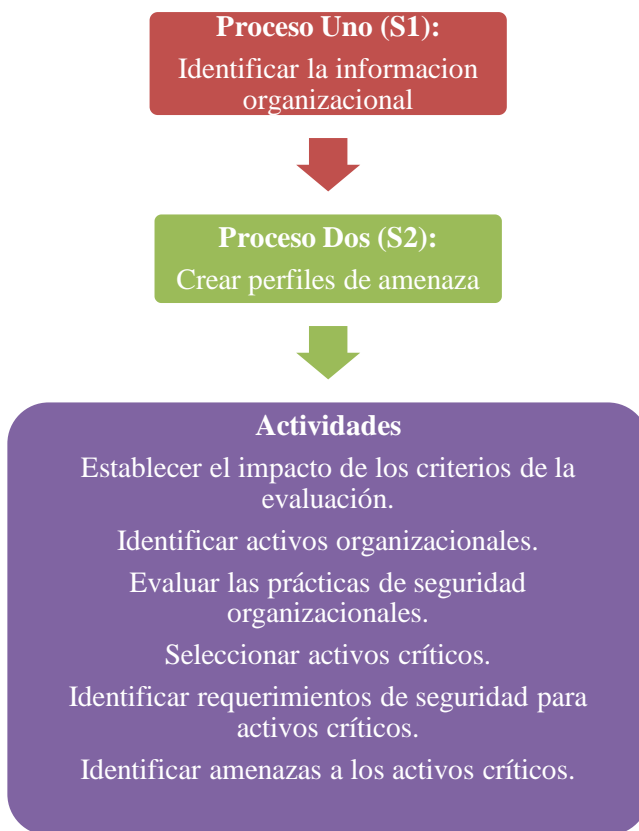 Proceso Uno (S1):
Identificar la informacion
organizacional
Proceso Dos (S2):
Crear perfiles de amenaza
Actividades
Establecer el impacto de los criterios de la
evaluación.
Identificar activos organizacionales.
Evaluar las prácticas de seguridad
organizacionales.
Seleccionar activos críticos.
Identificar requerimientos de seguridad para
activos críticos.
Identificar amenazas a los activos críticos.